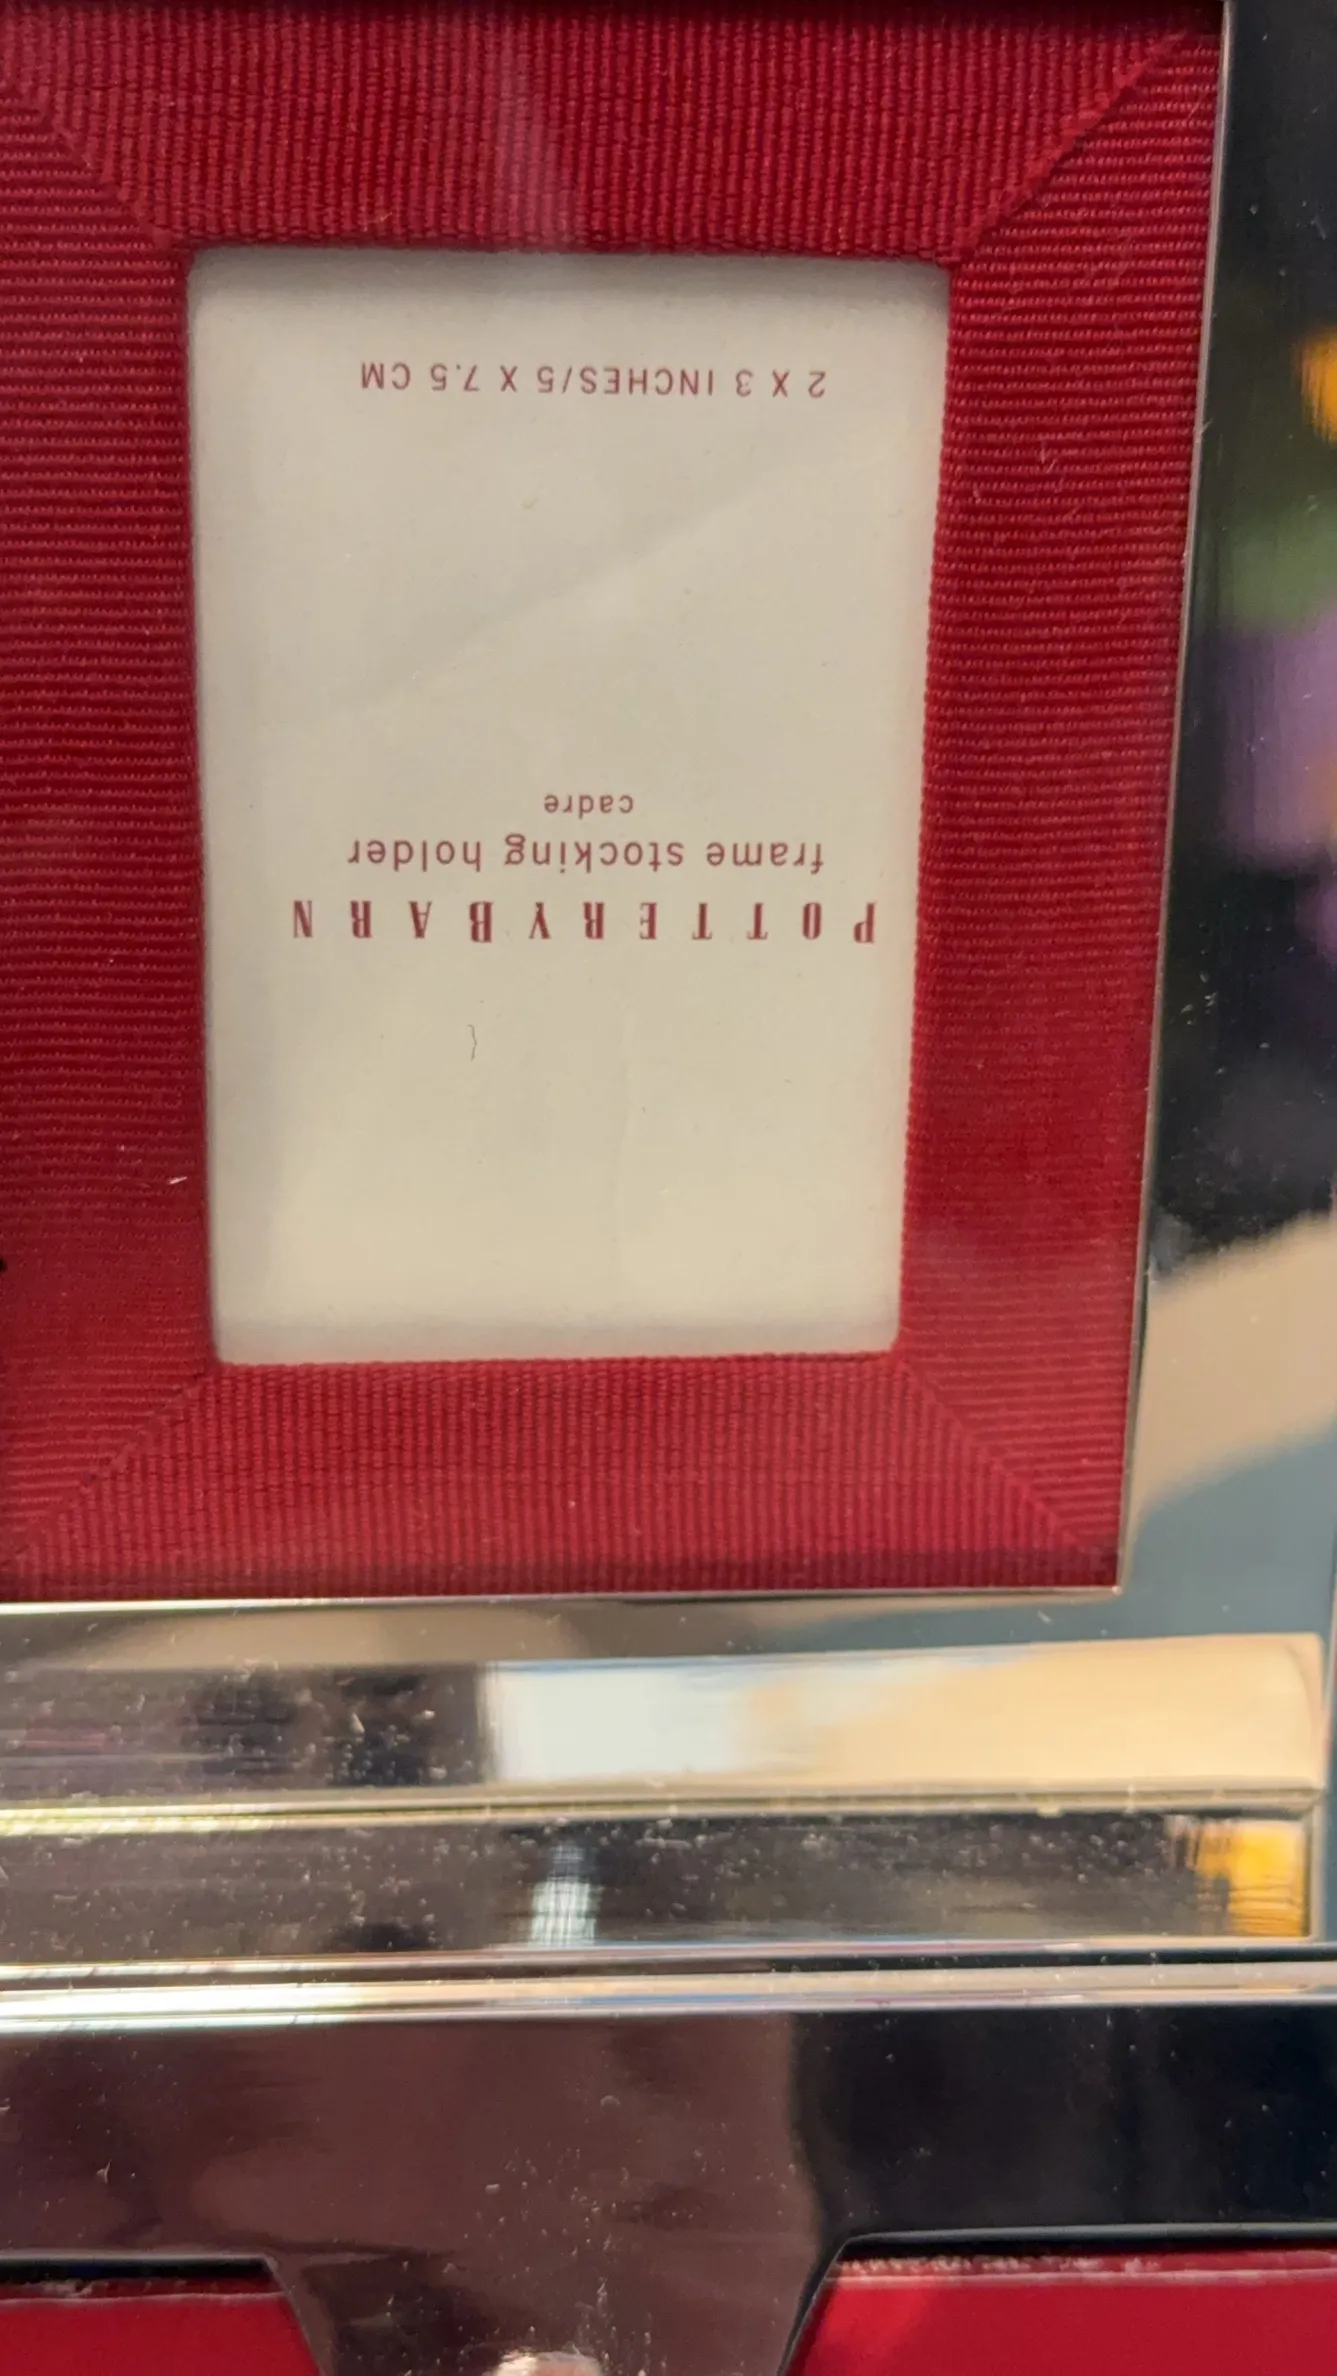 POTTERYBARN
frame stocking holder
cadre
2 X 3 INCHES/5 X 7.5 CM